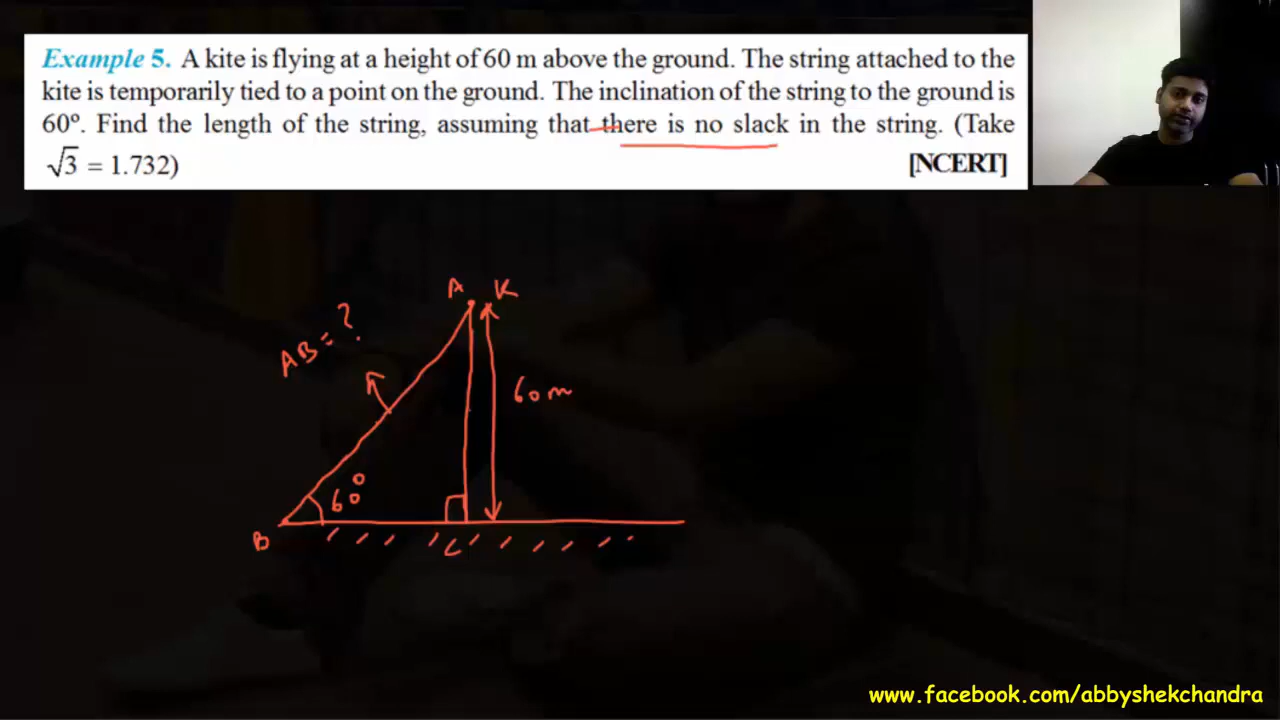 Example 5. A kite is flying at a height of 60 m above the ground. The string attached to the
kite is temporarily tied to a point on the ground. The inclination of the string to the ground is
60º. Find the length of the string, assuming that there is no slack in the string. (Take
√3 = 1.732) [NCERT]
A K
AB = ?
60 m
60°
B C
www.facebook.com/abbyshekchandra